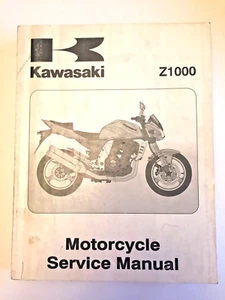 Kawasaki
Z1000
Motorcycle
Service Manual